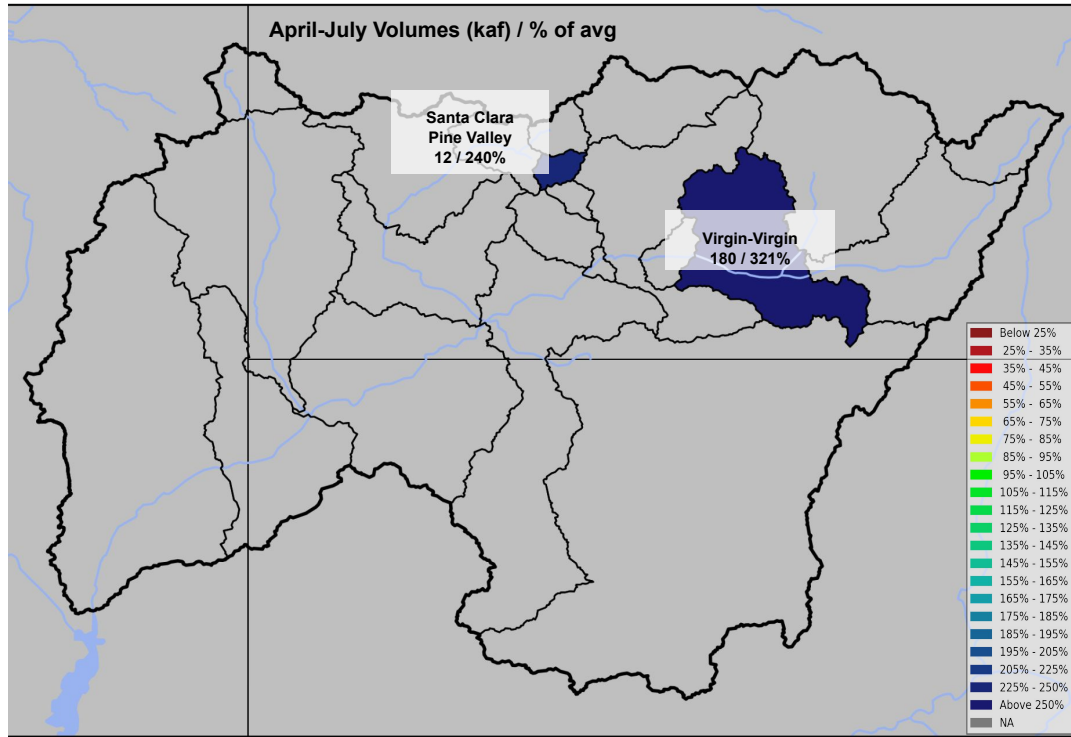 April-July Volumes (kaf) / % of avg
Santa Clara
Pine Valley
12 / 240%
Virgin-Virgin
180 / 321%
Below 25%
25% - 35%
35% - 45%
45% - 55%
55% - 65%
65% - 75%
75% - 85%
85% - 95%
95% - 105%
105% - 115%
115% - 125%
125% - 135%
135% - 145%
145% - 155%
155% - 165%
165% - 175%
175% - 185%
185% - 195%
195% - 205%
205% - 225%
225% - 250%
Above 250%
NA